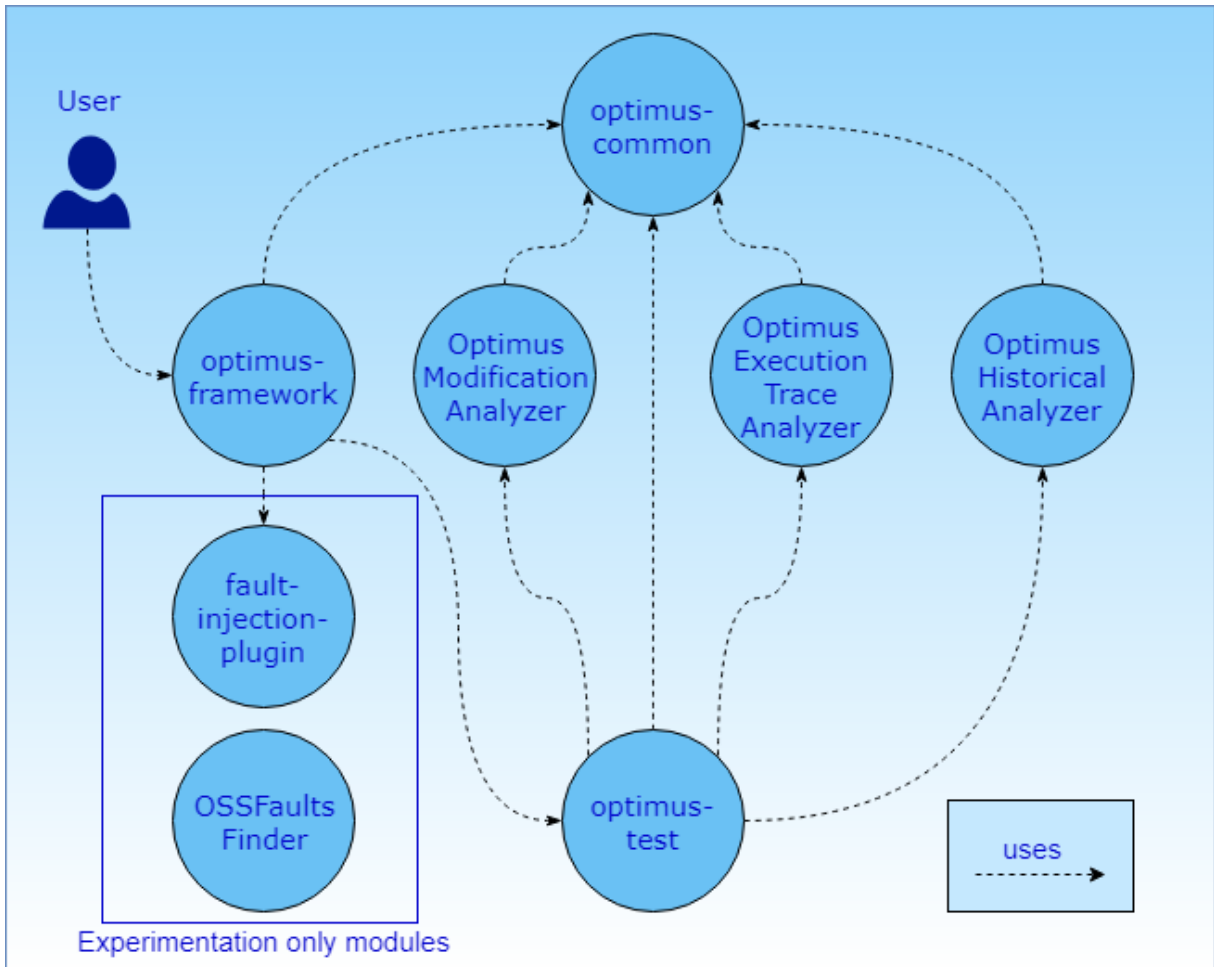 User
optimus-
common
optimus-
framework
Optimus
Modification
Analyzer
Optimus
Execution
Trace
Analyzer
Optimus
Historical
Analyzer
fault-
injection-
plugin
OSSFaults
Finder
optimus-
test
uses
Experimentation only modules